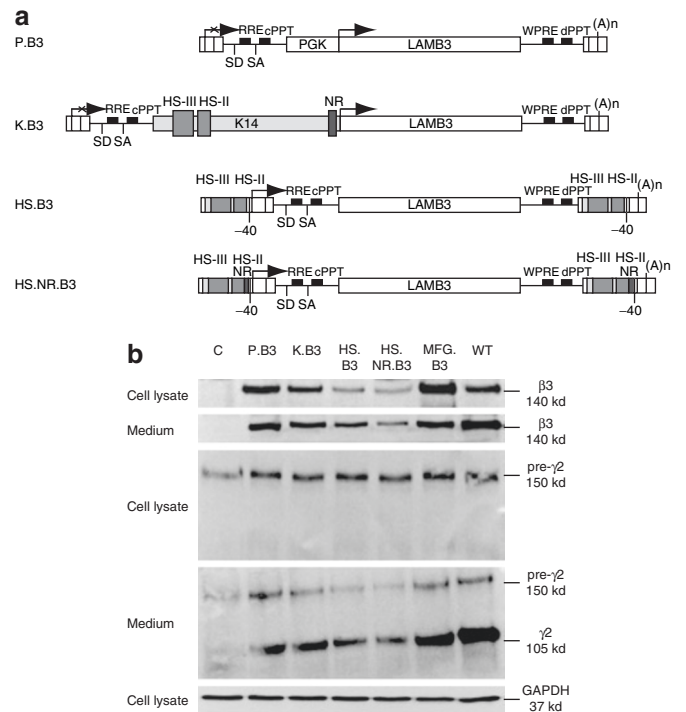 a
P.B3
RRE cPPT
SD SA
PGK
LAMB3
WPRE dPPT
(A)n
K.B3
RRE cPPT
SD SA
HS-III HS-II
K14
NR
LAMB3
WPRE dPPT
(A)n
HS.B3
HS-III HS-II
−40
RRE cPPT
SD SA
LAMB3
WPRE dPPT
HS-III HS-II
(A)n
−40
HS.NR.B3
HS-III HS-II
NR
−40
RRE cPPT
SD SA
LAMB3
WPRE dPPT
HS-III HS-II
NR
(A)n
−40
b
C P.B3 K.B3 HS.B3 HS.NR.B3 MFG.B3 WT
Cell lysate
β3
140 kd
Medium
β3
140 kd
Cell lysate
pre-γ2
150 kd
Medium
pre-γ2
150 kd
γ2
105 kd
Cell lysate
GAPDH
37 kd